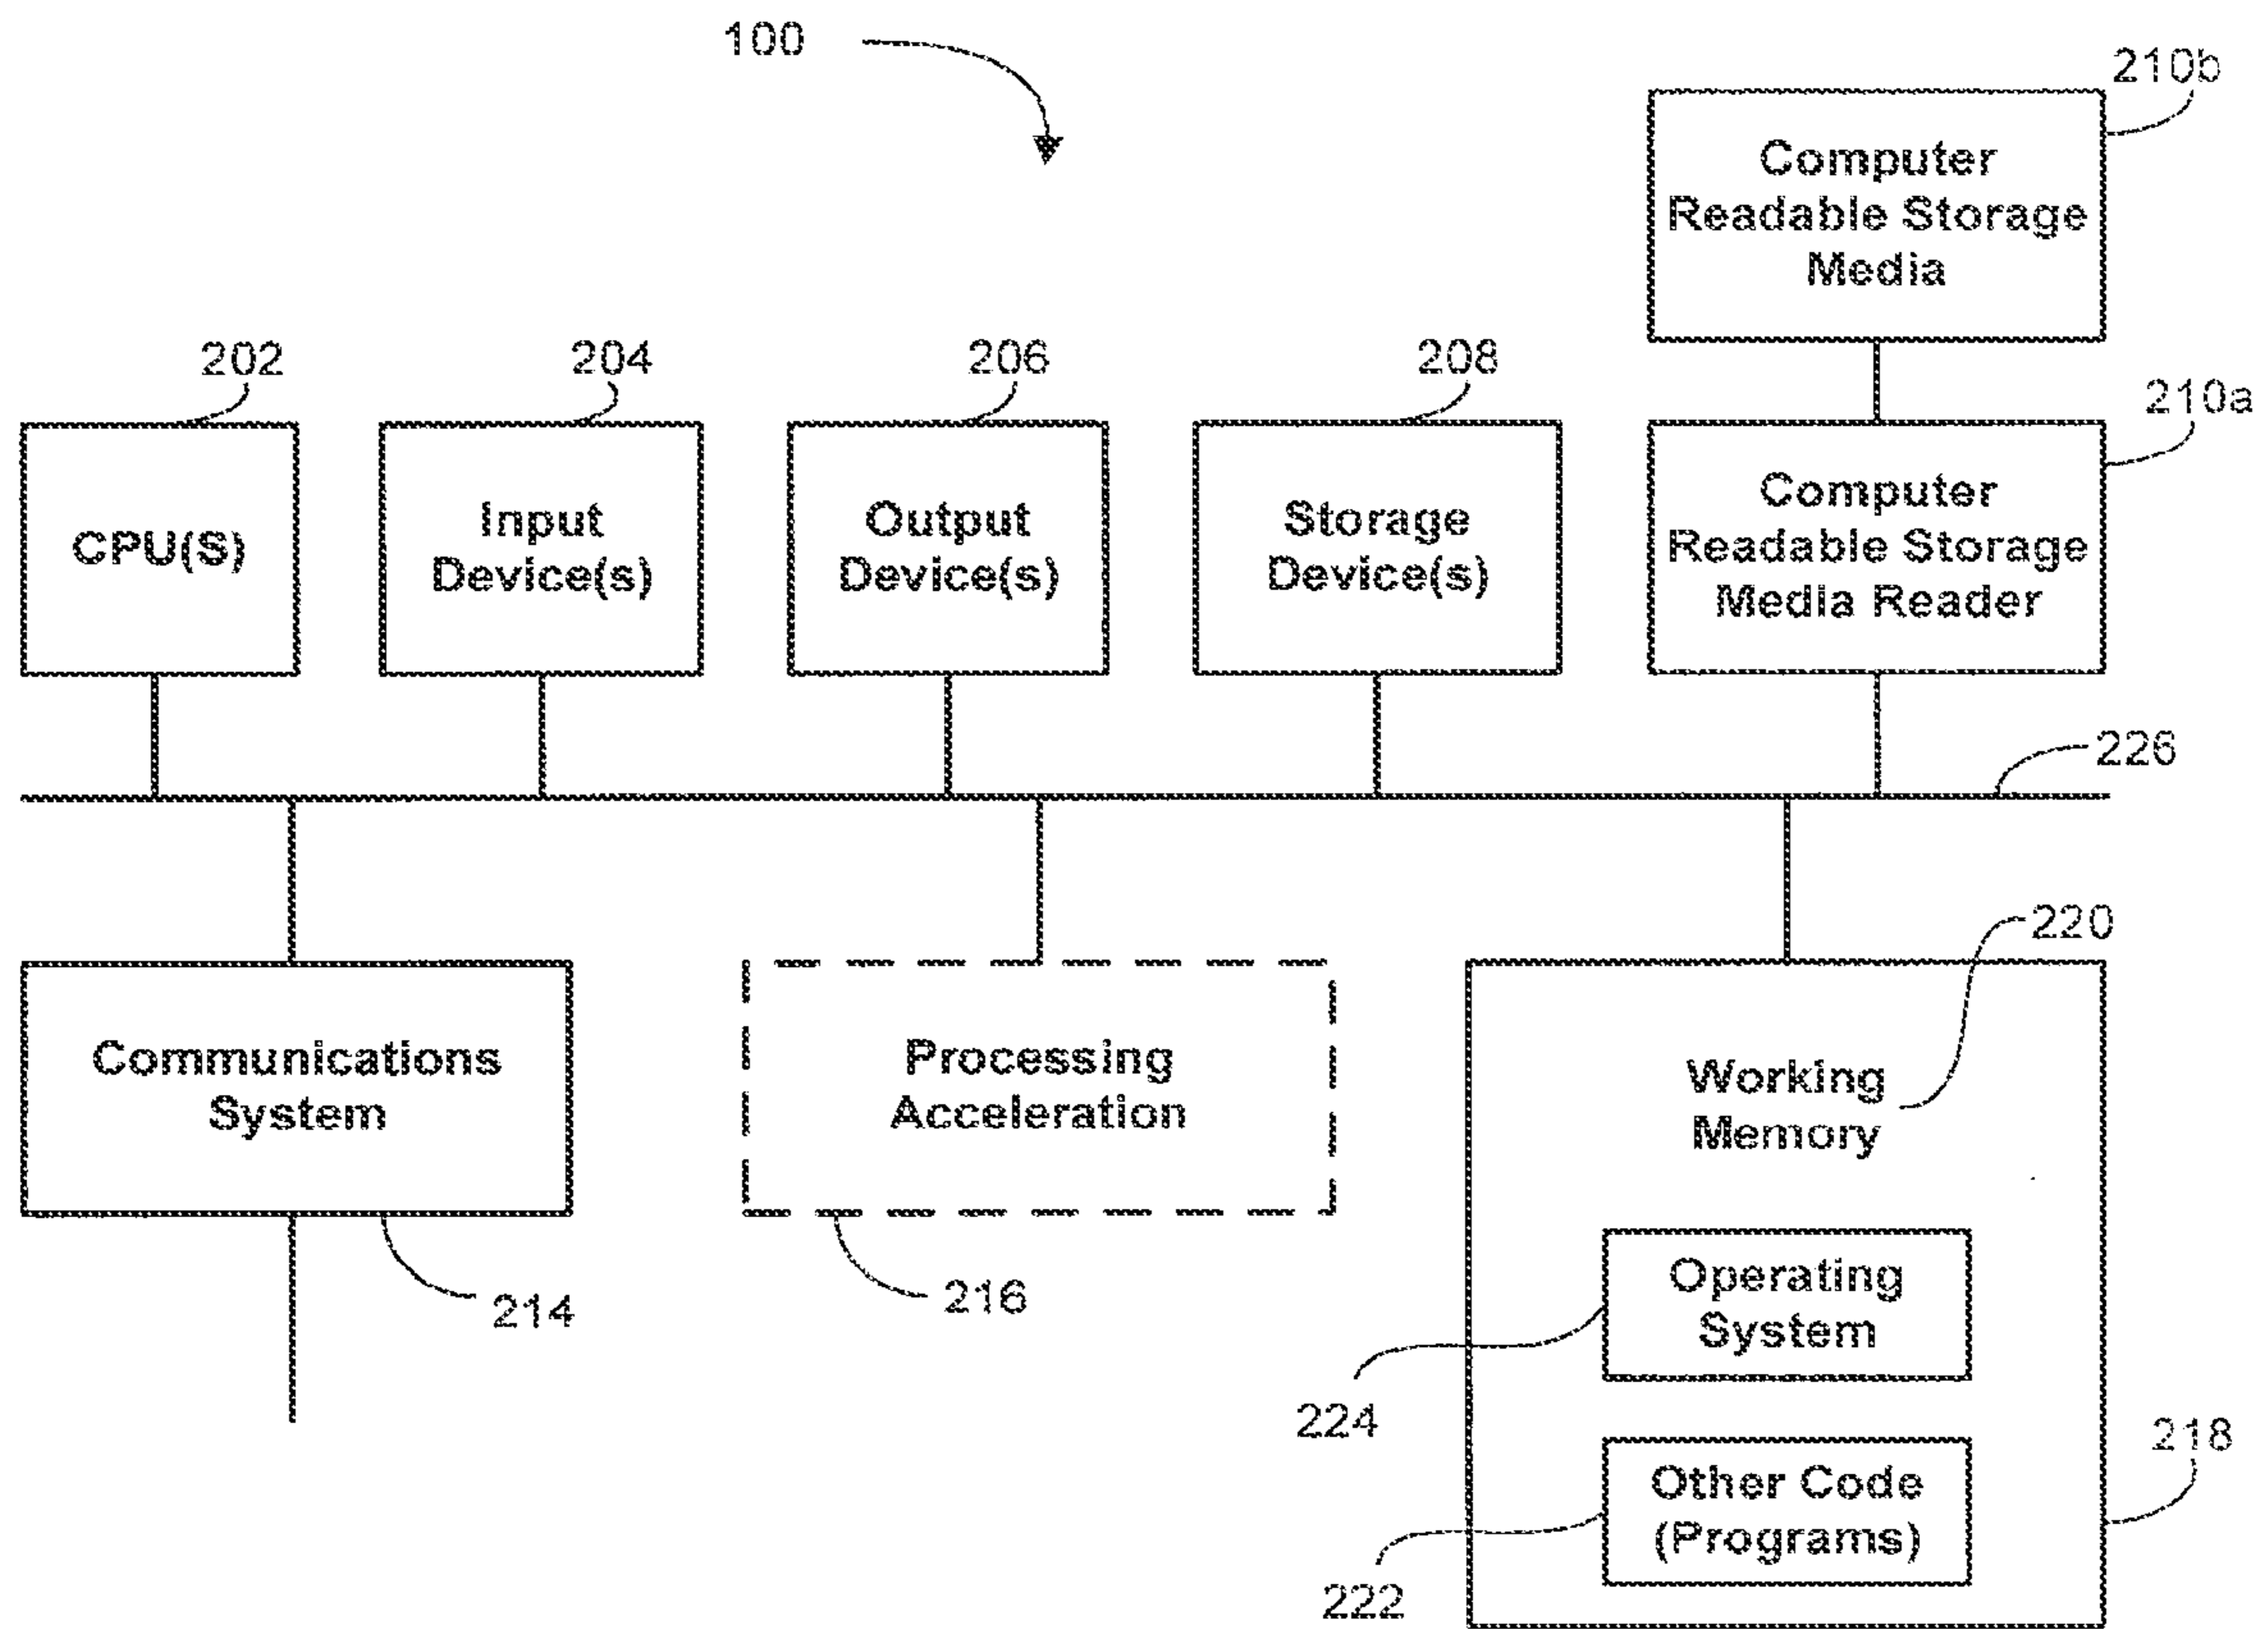 100
210b
Computer
Readable Storage
Media
202
204
206
208
210a
CPU(S)
Input
Device(s)
Output
Device(s)
Storage
Device(s)
Computer
Readable Storage
Media Reader
226
220
Communications
System
Processing
Acceleration
Working
Memory
214
216
Operating
System
224
218
Other Code
(Programs)
222